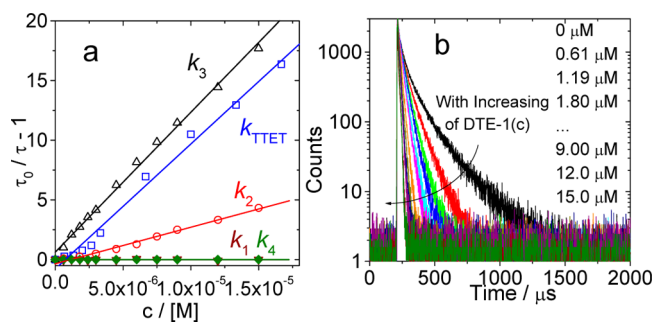 a
τ₀ / τ - 1
20
15
10
5
0
k₃
k_TTET
k₂
k₁ k₄
0.0 5.0x10⁻⁶ 1.0x10⁻⁵ 1.5x10⁻⁵
c / [M]
b
Counts
1000
100
10
1
0 μM
0.61 μM
1.19 μM
1.80 μM
...
9.00 μM
12.0 μM
15.0 μM
With Increasing
of DTE-1(c)
0 500 1000 1500 2000
Time / μs